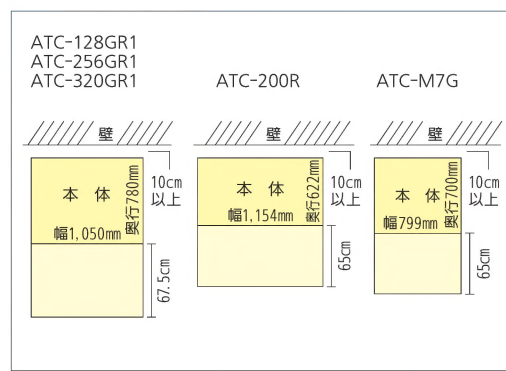 ATC-128GR1
ATC-256GR1
ATC-320GR1
ATC-200R
ATC-M7G
壁
壁
壁
本 体
奥行780mm
幅1,050mm
10cm
以上
67.5cm
本 体
奥行622mm
幅1,154mm
10cm
以上
65cm
本 体
奥行700mm
幅799mm
10cm
以上
65cm